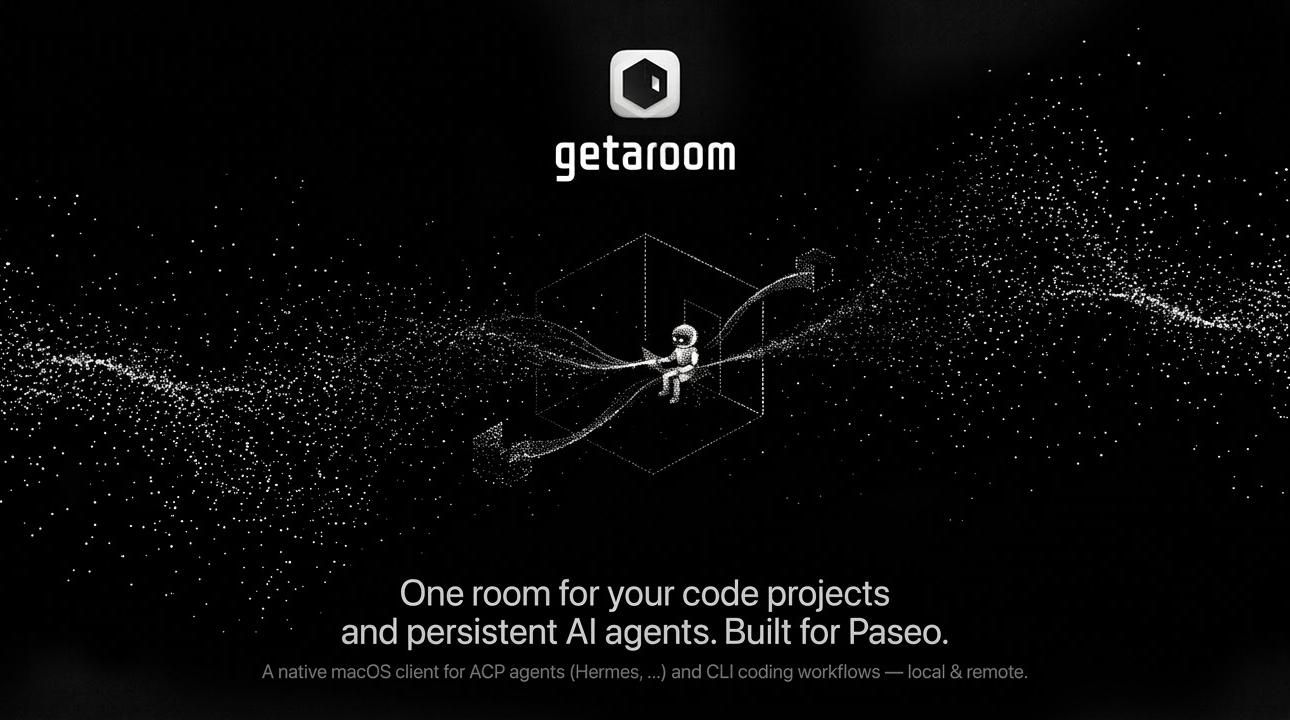 getaroom
One room for your code projects
and persistent AI agents. Built for Paseo.
A native macOS client for ACP agents (Hermes, ...) and CLI coding workflows — local & remote.